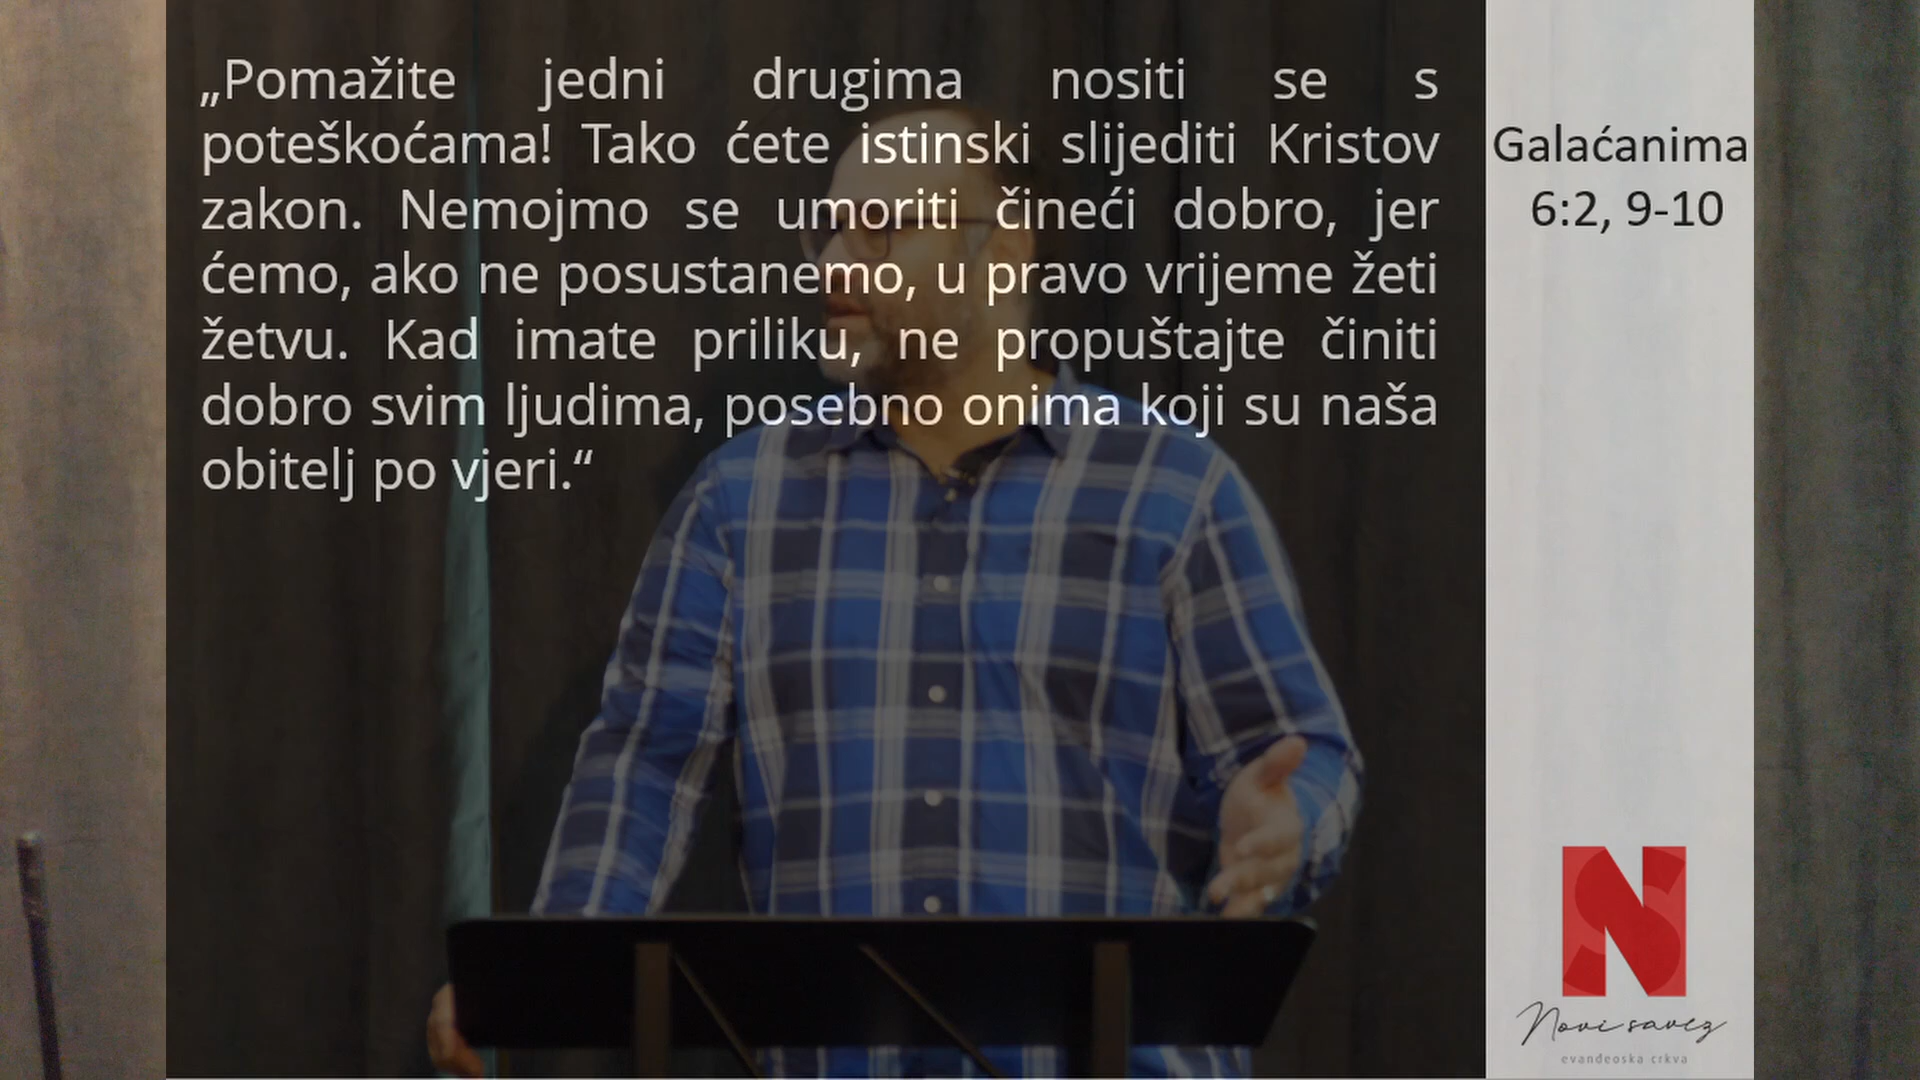 „Pomažite jedni drugima nositi se s
poteškoćama! Tako ćete istinski slijediti Kristov
zakon. Nemojmo se umoriti čineći dobro, jer
ćemo, ako ne posustanemo, u pravo vrijeme žeti
žetvu. Kad imate priliku, ne propuštajte činiti
dobro svim ljudima, posebno onima koji su naša
obitelj po vjeri.“
Galaćanima
6:2, 9-10
NS
Novi savez
evanđeoska crkva